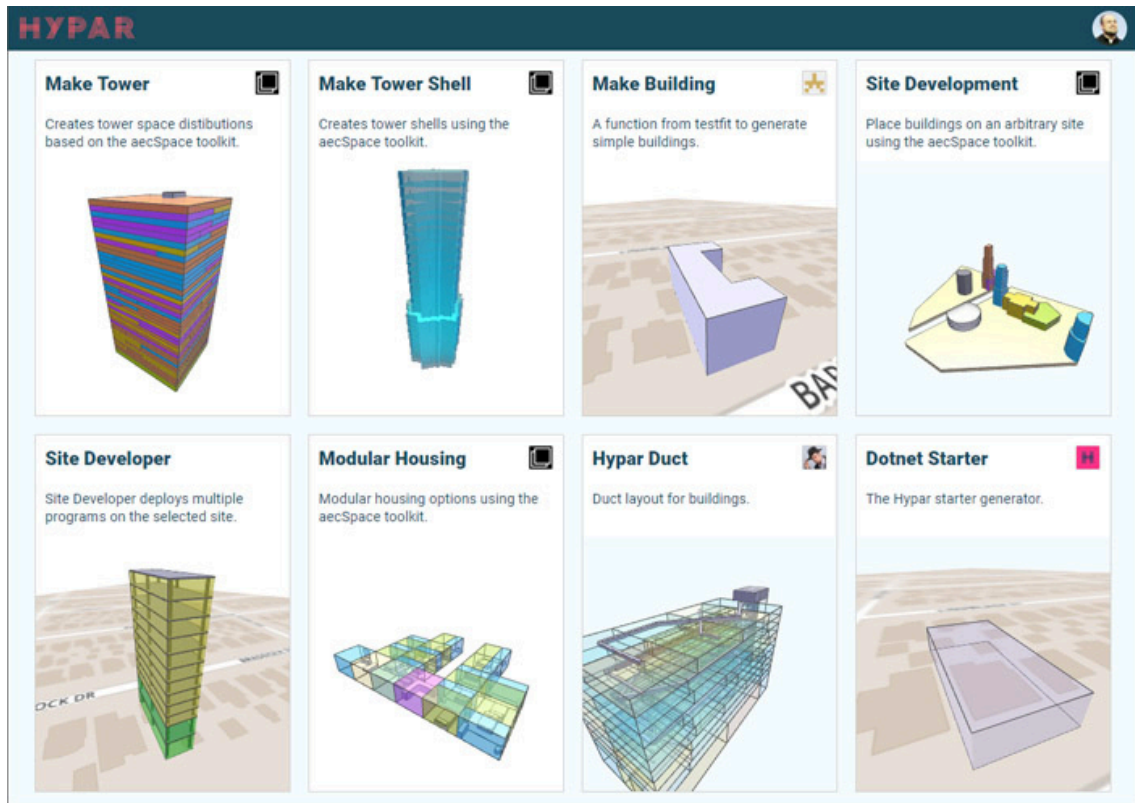 HYPAR
Make Tower
Creates tower space distibutions
based on the aecSpace toolkit.
Make Tower Shell
Creates tower shells using the
aecSpace toolkit.
Make Building
A function from testfit to generate
simple buildings.
BAR
Site Development
Place buildings on an arbitrary site
using the aecSpace toolkit.
Site Developer
Site Developer deploys multiple
programs on the selected site.
OCK DR
Modular Housing
Modular housing options using the
aecSpace toolkit.
Hypar Duct
Duct layout for buildings.
Dotnet Starter
The Hypar starter generator.
H